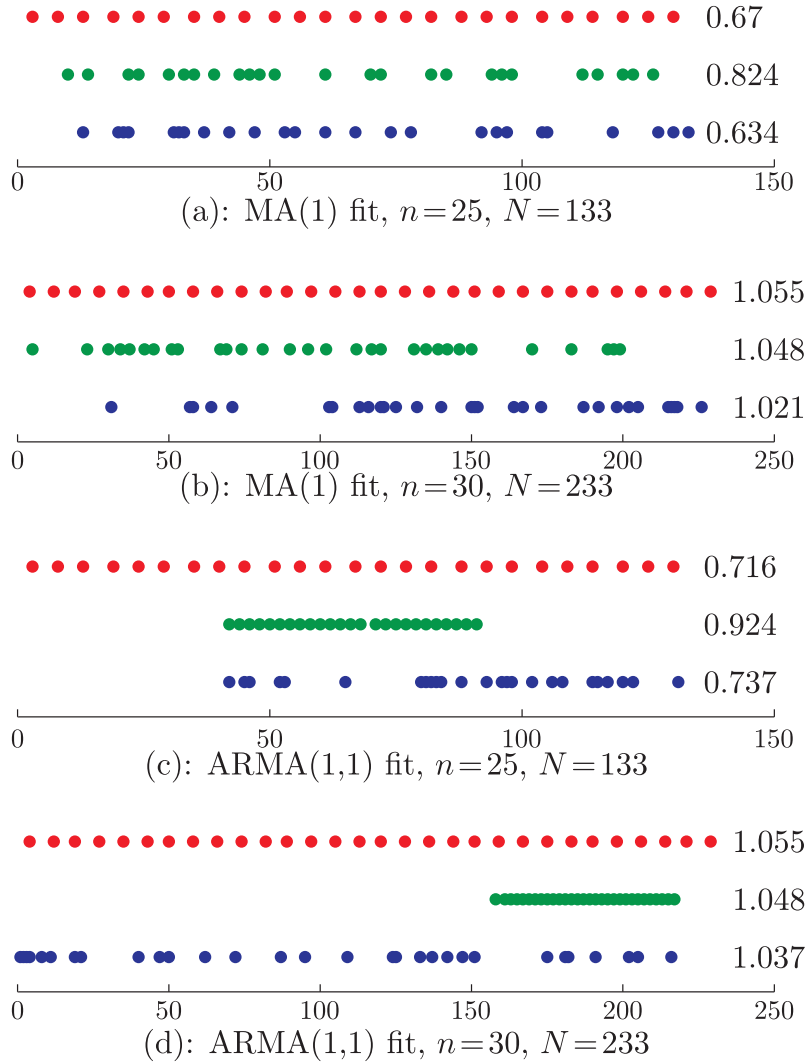 0.67
0.824
0.634
0 50 100 150
(a): MA(1) fit, n=25, N=133
1.055
1.048
1.021
0 50 100 150 200 250
(b): MA(1) fit, n=30, N=233
0.716
0.924
0.737
0 50 100 150
(c): ARMA(1,1) fit, n=25, N=133
1.055
1.048
1.037
0 50 100 150 200 250
(d): ARMA(1,1) fit, n=30, N=233